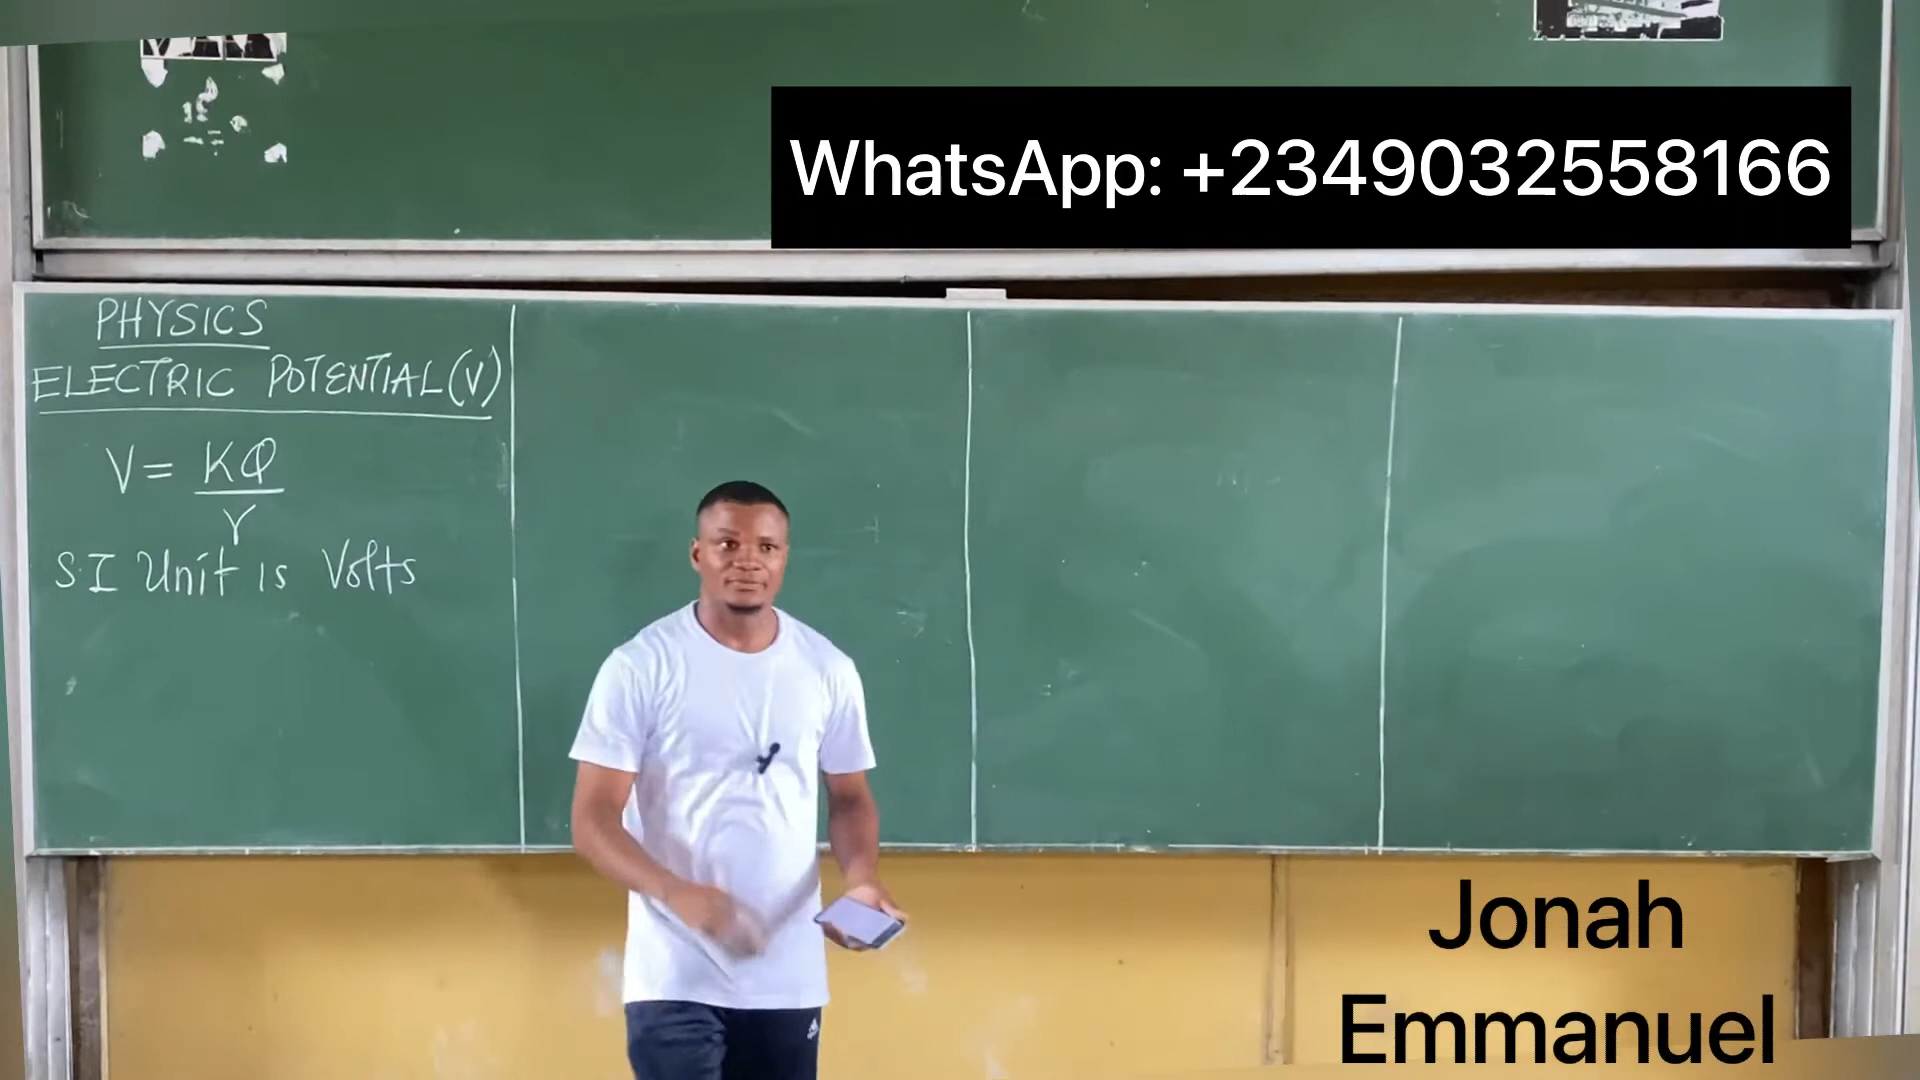 WhatsApp: +2349032558166
PHYSICS
ELECTRIC POTENTIAL (V)
V = KQ
r
S.I Unit is Volts
Jonah
Emmanuel